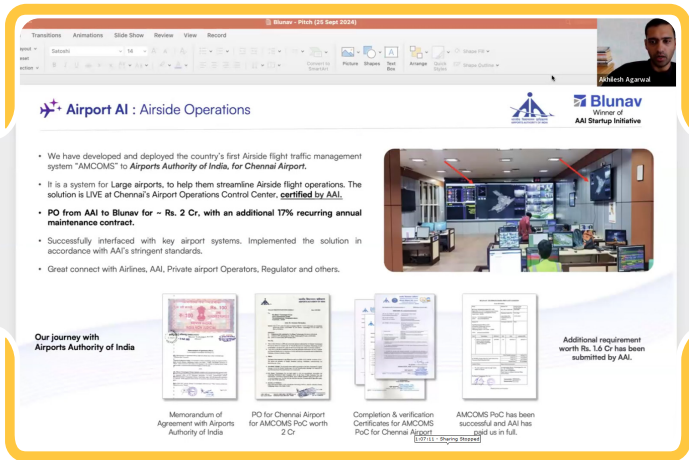 Blunav - Pitch (25 Sept 2024)
Transitions Animations Slide Show Review View Record
Satoshi 14
Convert to SmartArt Picture Shapes Text Box Arrange Quick Styles Shape Fill Shape Outline
Akhilesh Agarwal
Airport AI : Airside Operations
Blunav
Winner of
AAI Startup Initiative
• We have developed and deployed the country's first Airside flight traffic management
system "AMCOMS" to Airports Authority of India, for Chennai Airport.
• It is a system for Large airports, to help them streamline Airside flight operations. The
solution is LIVE at Chennai's Airport Operations Control Center, certified by AAI.
• PO from AAI to Blunav for ~ Rs. 2 Cr, with an additional 17% recurring annual
maintenance contract.
• Successfully interfaced with key airport systems. Implemented the solution in
accordance with AAI's stringent standards.
• Great connect with Airlines, AAI, Private airport Operators, Regulator and others.
Our journey with
Airports Authority of India
Additional requirement
worth Rs. 1.6 Cr has been
submitted by AAI.
Memorandum of
Agreement with Airports
Authority of India
PO for Chennai Airport
for AMCOMS PoC worth
2 Cr
Completion & verification
Certificates for AMCOMS
PoC for Chennai Airport
AMCOMS PoC has been
successful and AAI has
paid us in full.
1:07:11 - Sharing Stopped